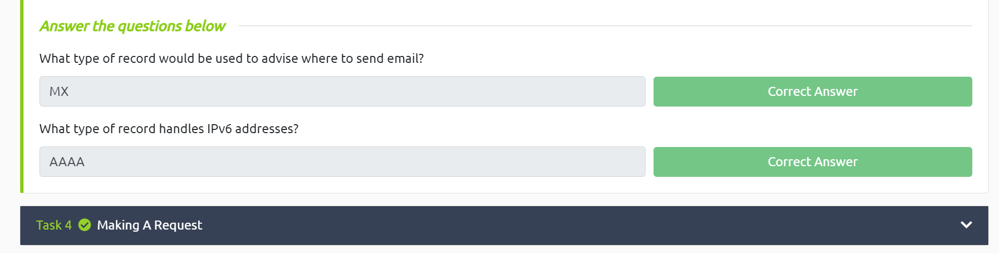 Answer the questions below
What type of record would be used to advise where to send email?
MX
Correct Answer
What type of record handles IPv6 addresses?
AAAA
Correct Answer
Task 4 Making A Request